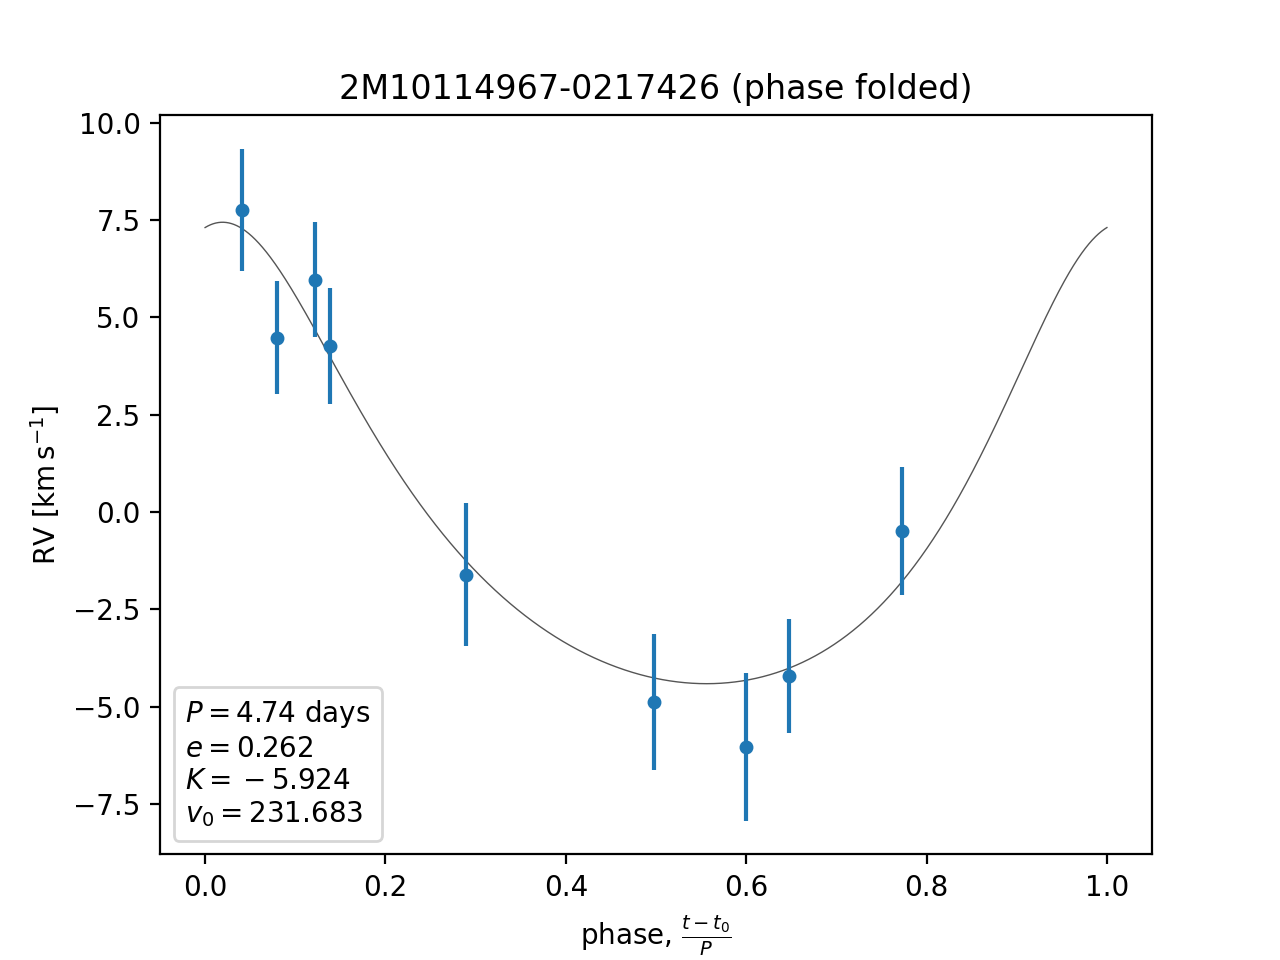 2M10114967-0217426 (phase folded)
RV [km s⁻¹]
10.0
7.5
5.0
2.5
0.0
−2.5
−5.0
−7.5
P = 4.74 days
e = 0.262
K = −5.924
v₀ = 231.683
0.0 0.2 0.4 0.6 0.8 1.0
phase, (t − t₀)/P